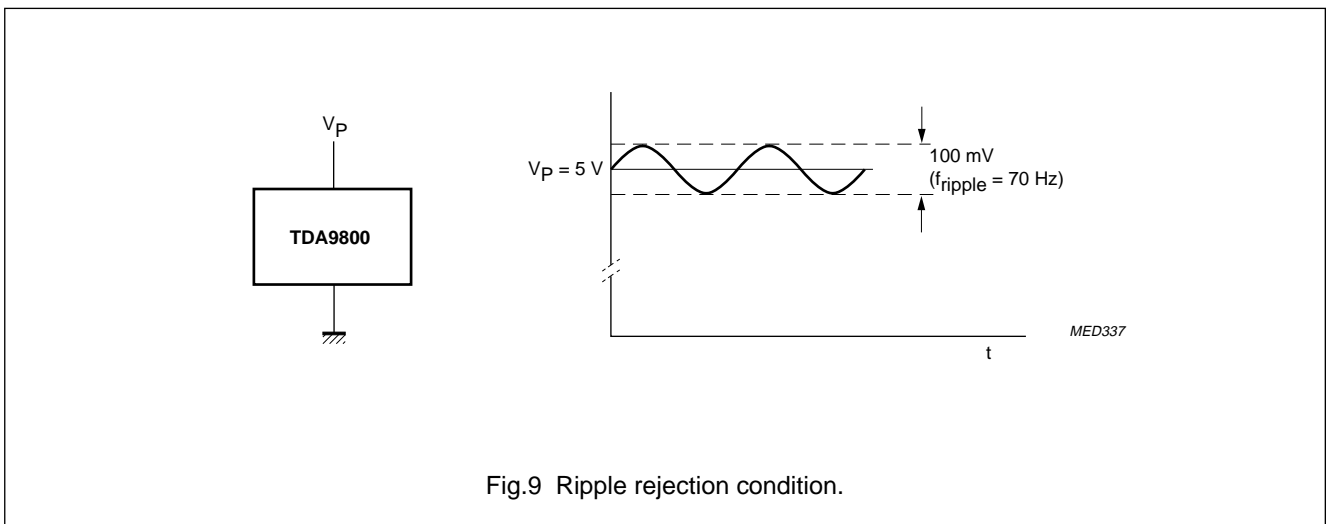 VP
TDA9800
VP = 5 V
100 mV
(fripple = 70 Hz)
MED337
t
Fig.9 Ripple rejection condition.